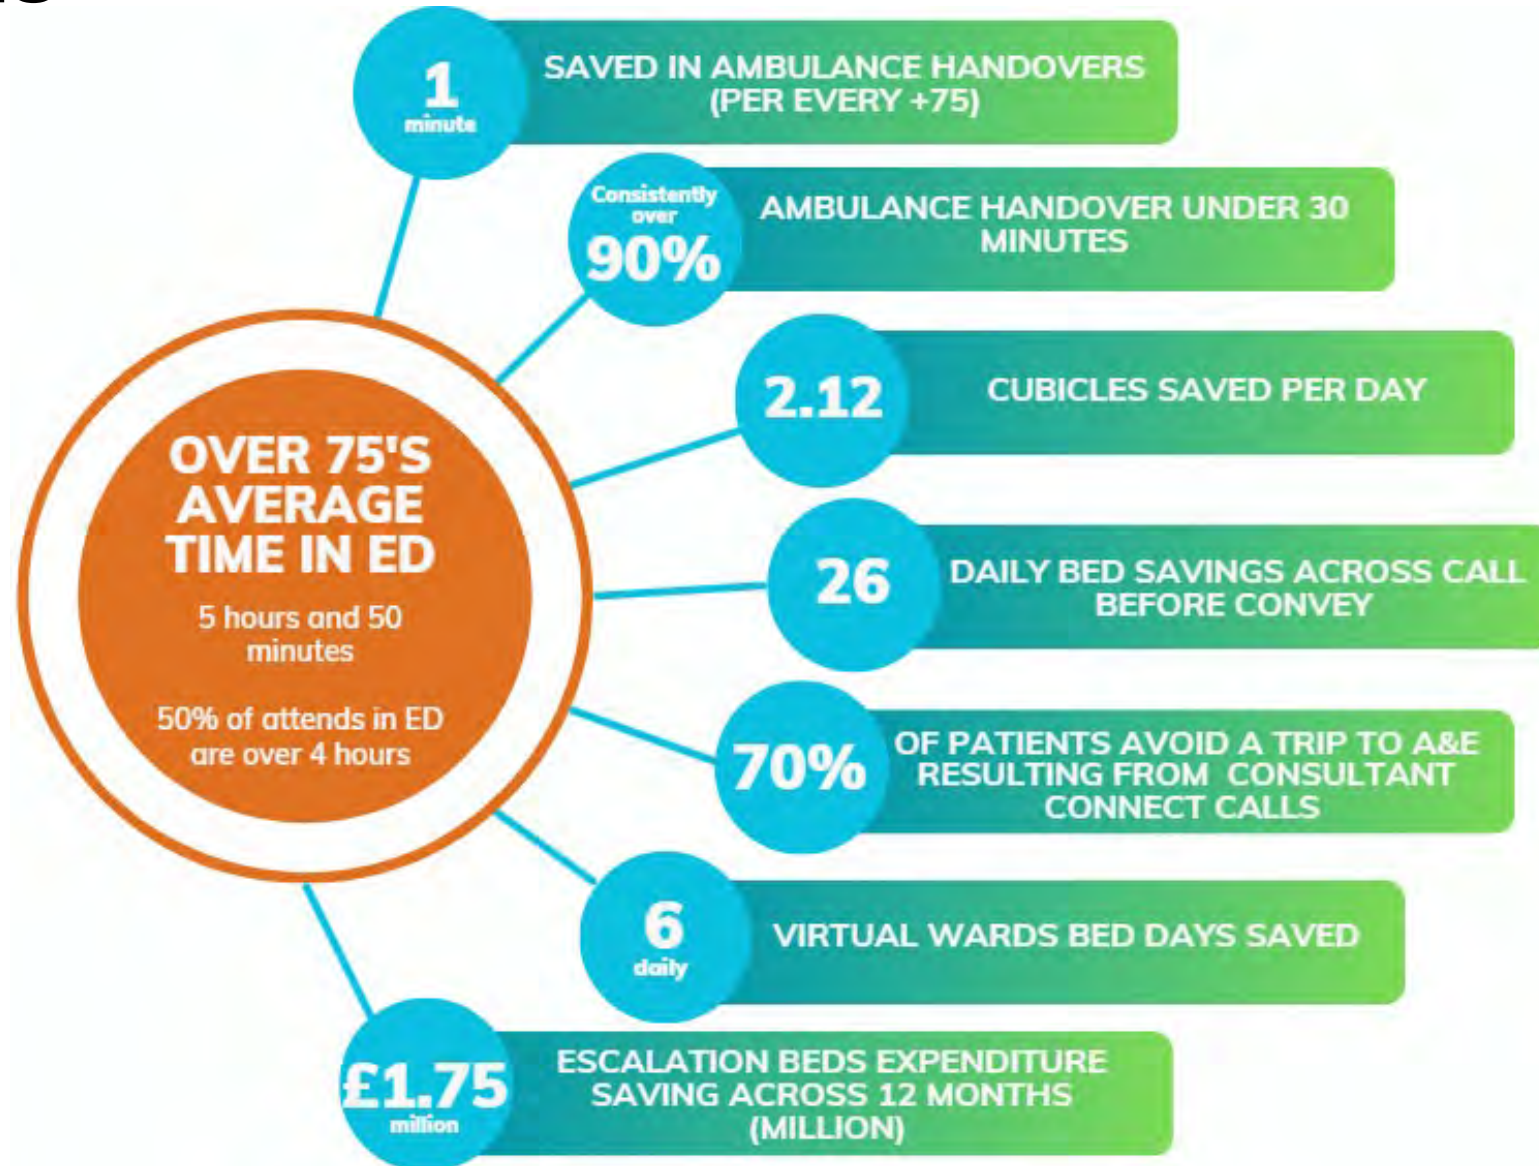 1
minute
SAVED IN AMBULANCE HANDOVERS
(PER EVERY +75)
Consistently
over
90%
AMBULANCE HANDOVER UNDER 30
MINUTES
2.12
CUBICLES SAVED PER DAY
OVER 75'S
AVERAGE
TIME IN ED
5 hours and 50
minutes
50% of attends in ED
are over 4 hours
26
DAILY BED SAVINGS ACROSS CALL
BEFORE CONVEY
70%
OF PATIENTS AVOID A TRIP TO A&E
RESULTING FROM CONSULTANT
CONNECT CALLS
6
daily
VIRTUAL WARDS BED DAYS SAVED
£1.75
million
ESCALATION BEDS EXPENDITURE
SAVING ACROSS 12 MONTHS
(MILLION)